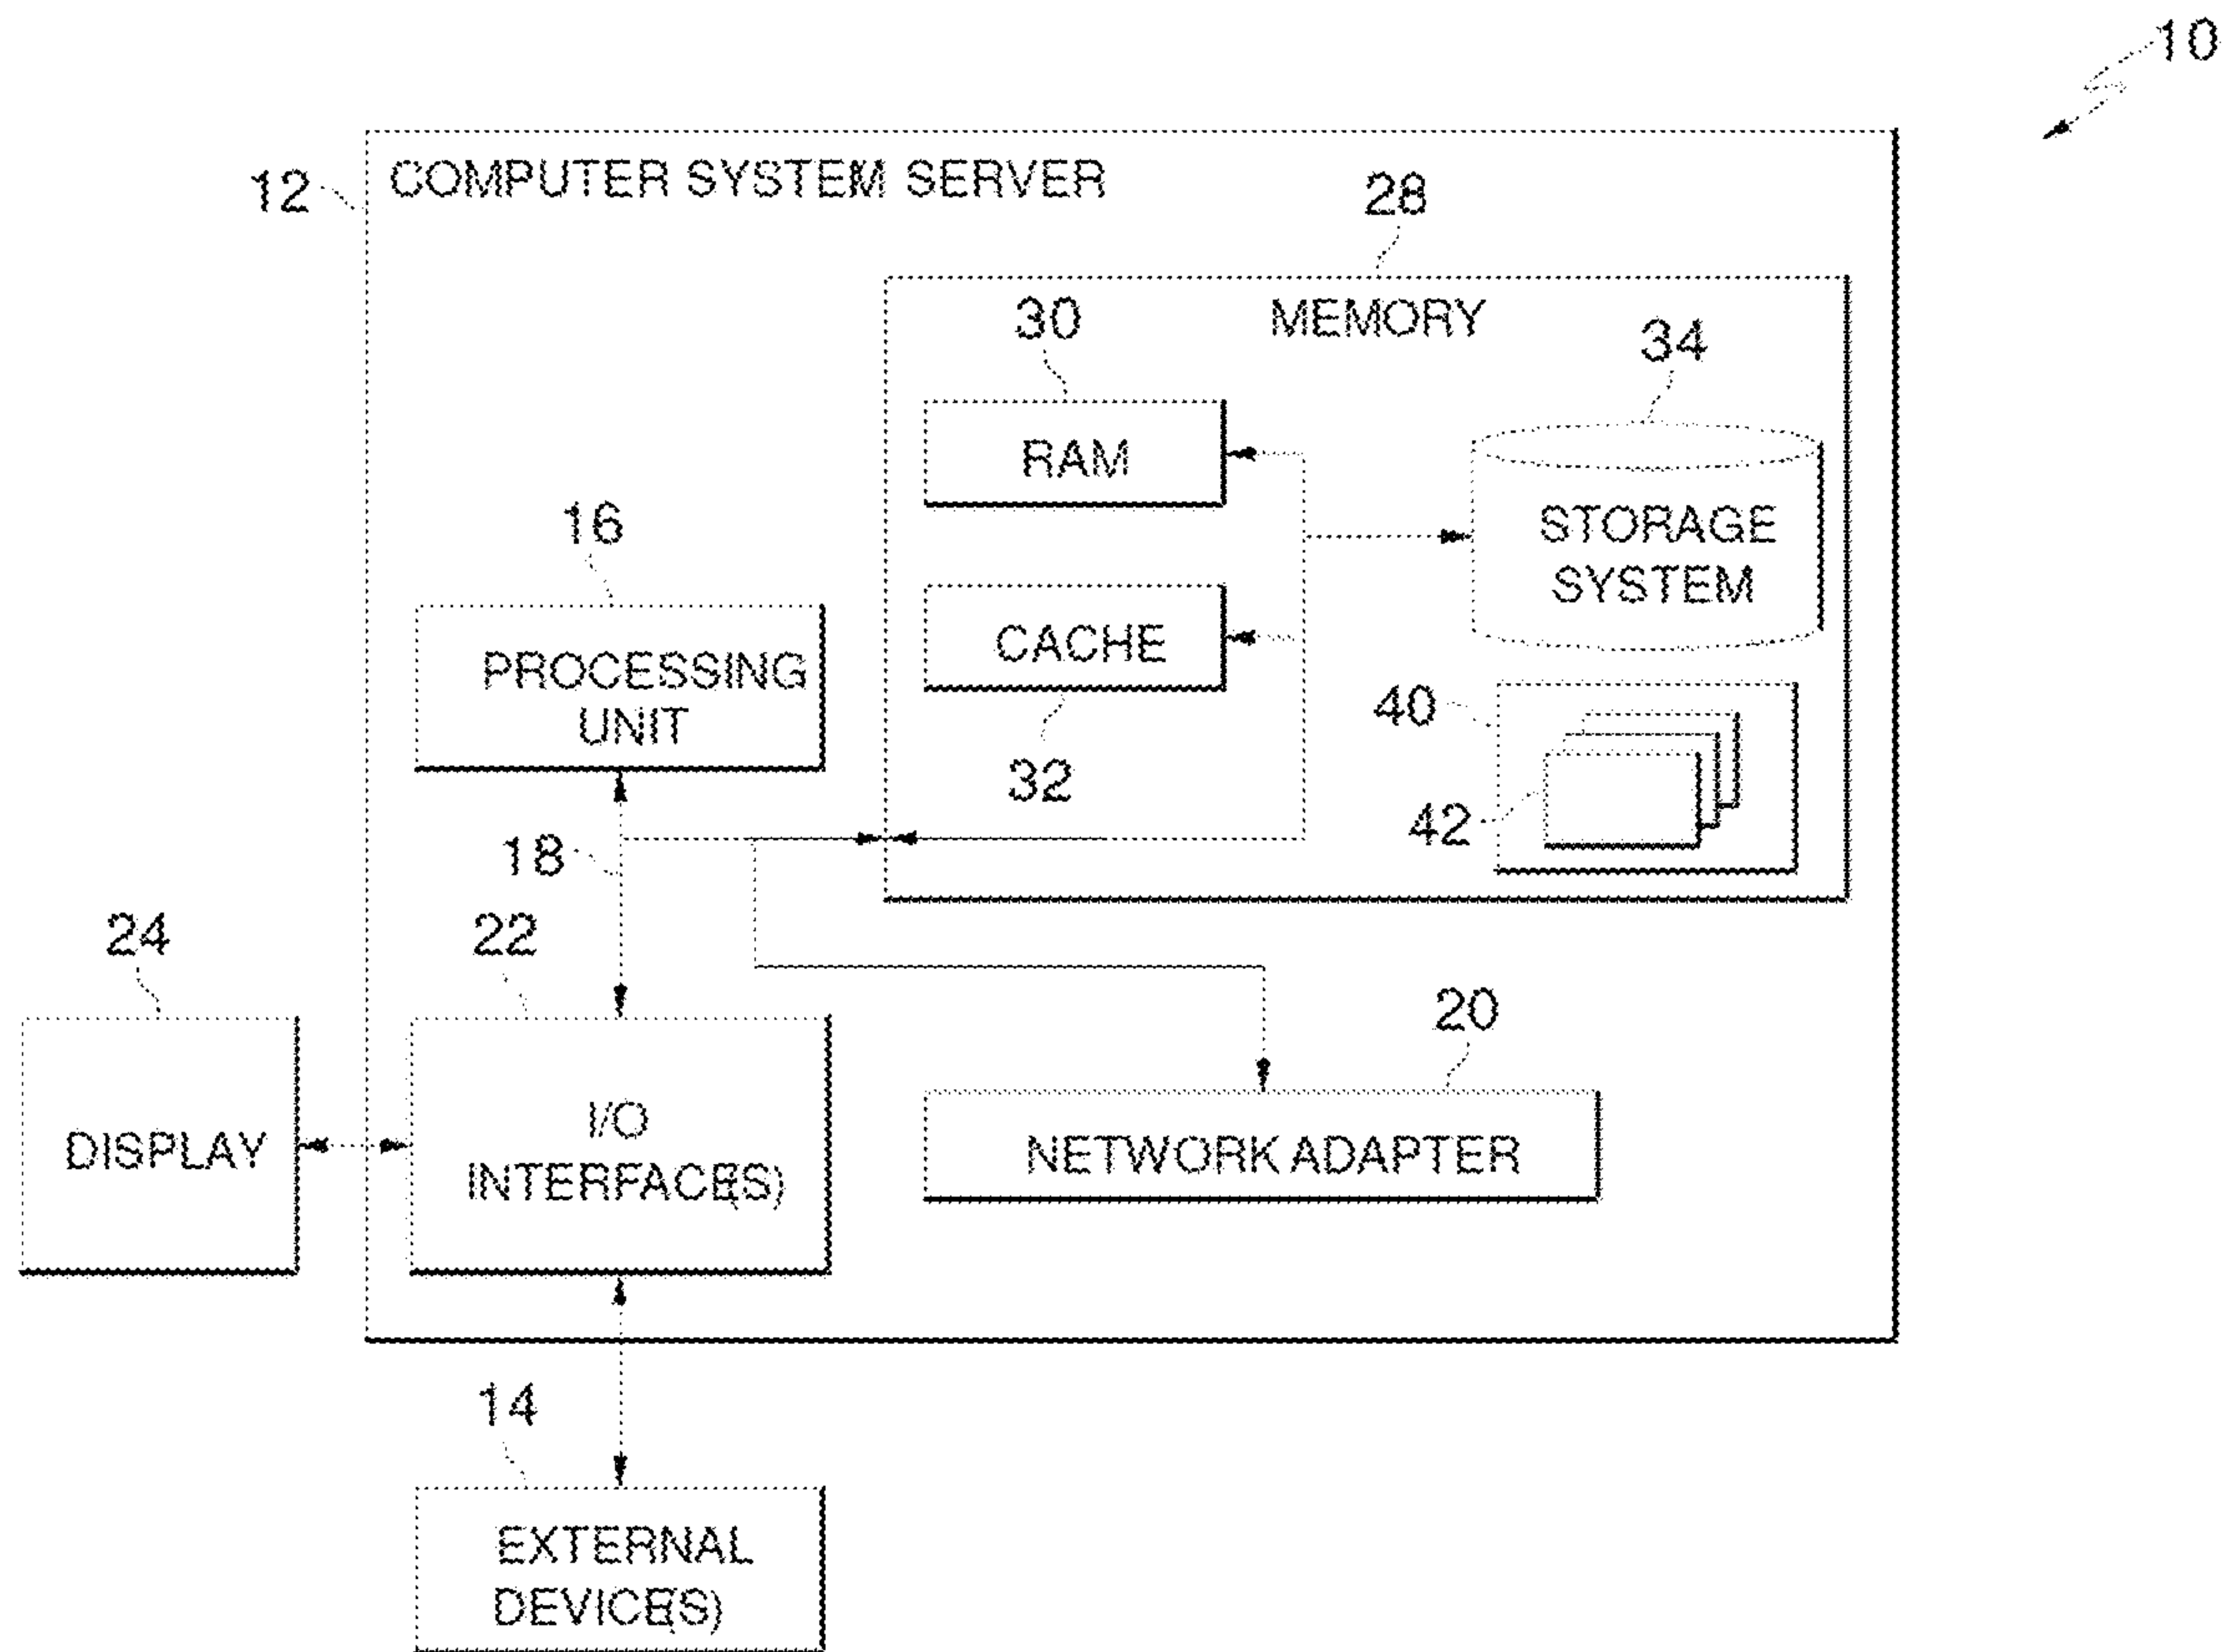 10
12
COMPUTER SYSTEM SERVER
28
MEMORY
30
34
RAM
STORAGE
SYSTEM
16
PROCESSING
UNIT
CACHE
32
40
42
18
24
22
20
DISPLAY
I/O
INTERFACE(S)
NETWORK ADAPTER
14
EXTERNAL
DEVICE(S)